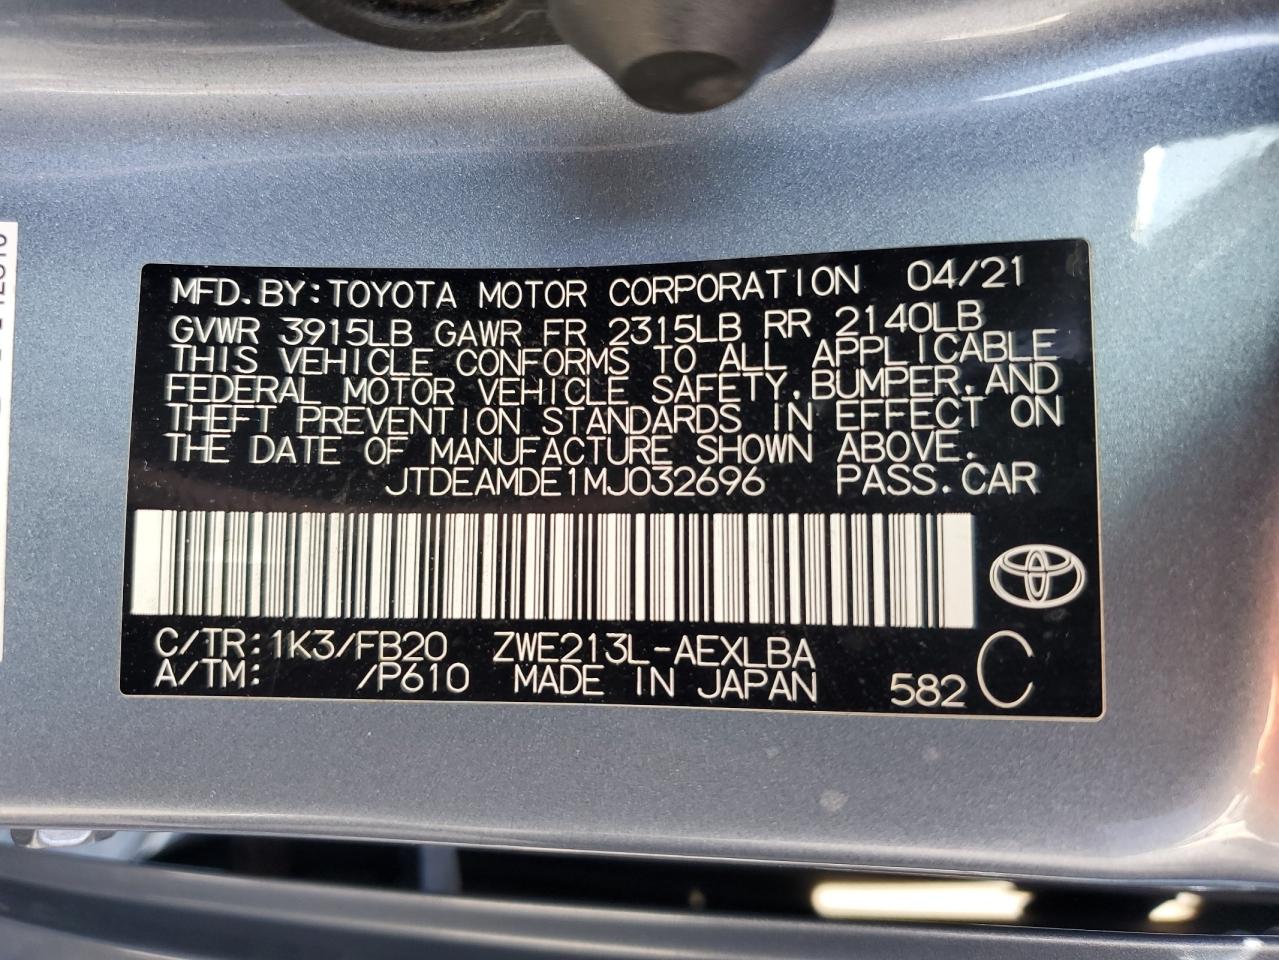 MFD.BY:TOYOTA MOTOR CORPORATION 04/21
GVWR 3915LB GAWR FR 2315LB RR 2140LB
THIS VEHICLE CONFORMS TO ALL APPLICABLE
FEDERAL MOTOR VEHICLE SAFETY,BUMPER,AND
THEFT PREVENTION STANDARDS IN EFFECT ON
THE DATE OF MANUFACTURE SHOWN ABOVE.
JTDEAMDE1MJ032696 PASS.CAR
C/TR:1K3/FB20 ZWE213L-AEXLBA
A/TM: /P610 MADE IN JAPAN 582 C